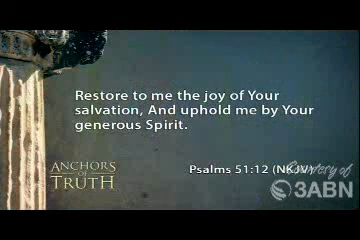 Restore to me the joy of Your
salvation, And uphold me by Your
generous Spirit.
ANCHORS
OF
TRUTH
Psalms 51:12 (NKJV)
Courtesy of
3ABN